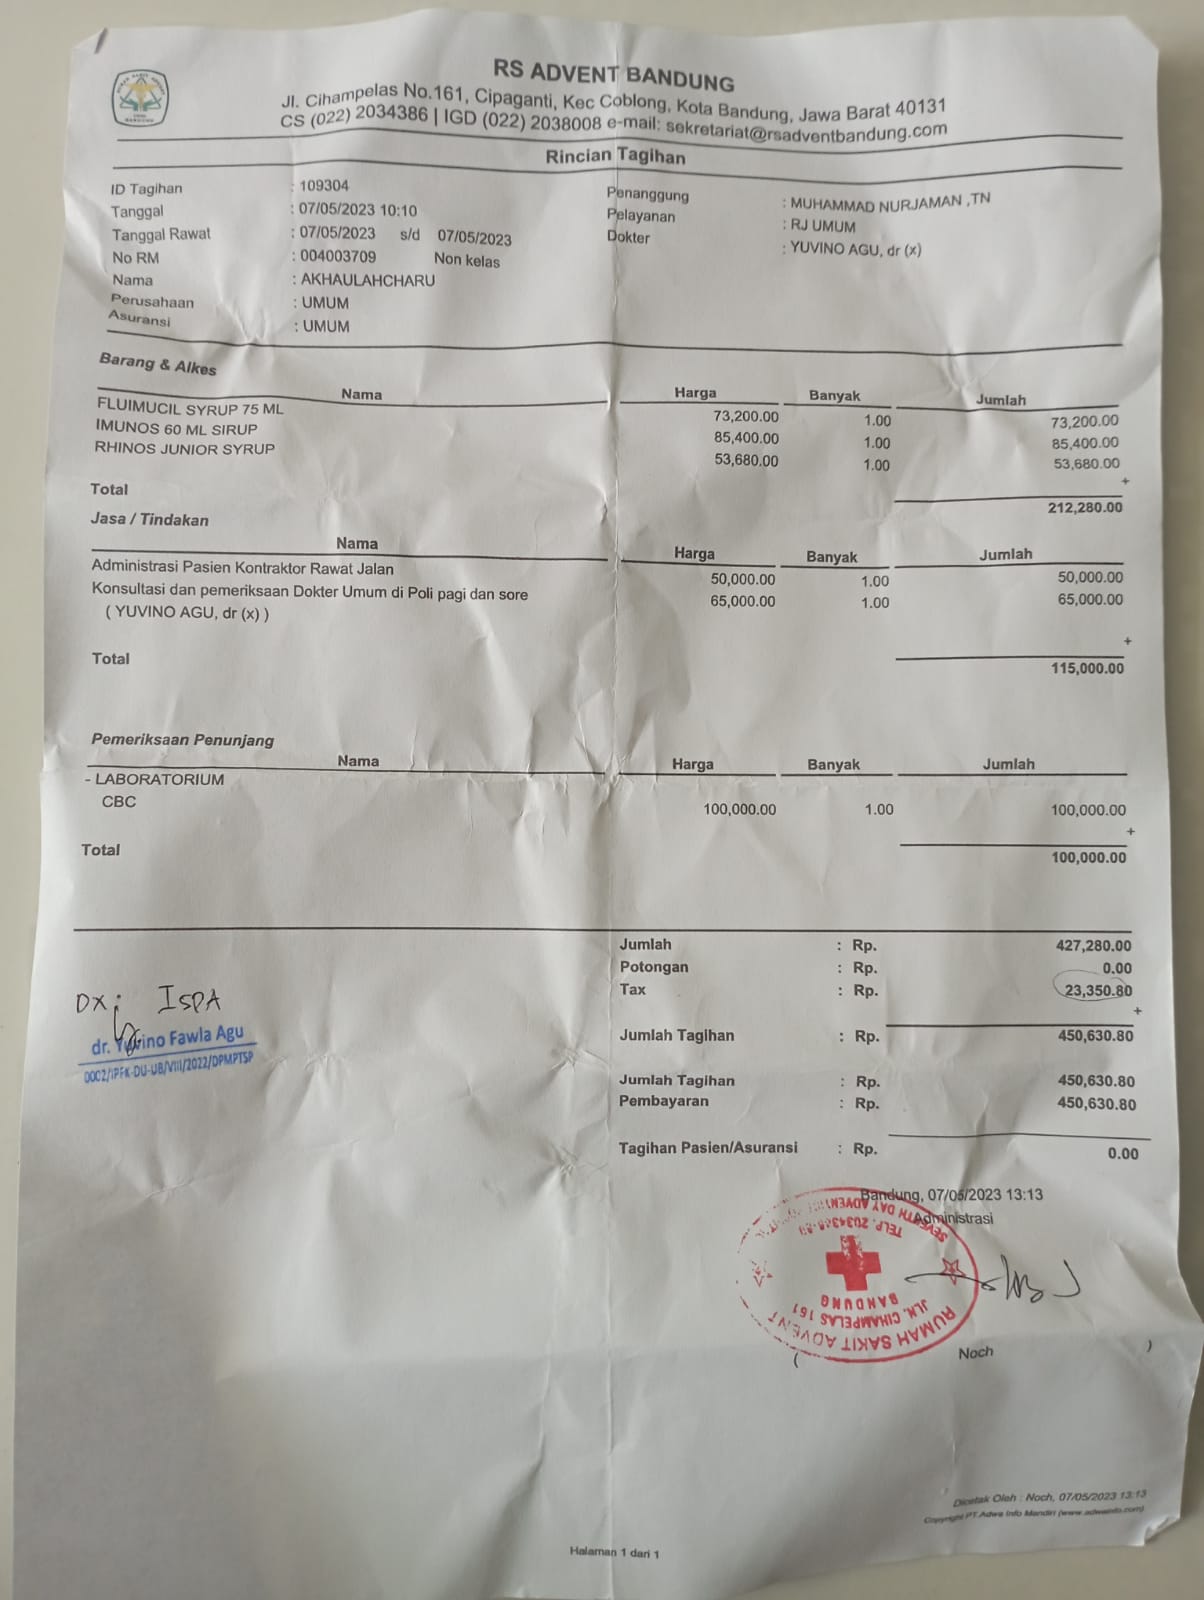 RS ADVENT BANDUNG
Jl. Cihampelas No.161, Cipaganti, Kec Coblong, Kota Bandung, Jawa Barat 40131
CS (022) 2034386 | IGD (022) 2038008 e-mail: sekretariat@rsadventbandung.com
Rincian Tagihan
ID Tagihan : 109304
Tanggal : 07/05/2023 10:10
Tanggal Rawat : 07/05/2023 s/d 07/05/2023
No RM : 004003709 Non kelas
Nama : AKHAULAHCHARU
Perusahaan : UMUM
Asuransi : UMUM
Penanggung : MUHAMMAD NURJAMAN ,TN
Pelayanan : RJ UMUM
Dokter : YUVINO AGU, dr (x)
Barang & Alkes
Nama Harga Banyak Jumlah
FLUIMUCIL SYRUP 75 ML 73,200.00 1.00 73,200.00
IMUNOS 60 ML SIRUP 85,400.00 1.00 85,400.00
RHINOS JUNIOR SYRUP 53,680.00 1.00 53,680.00
+
Total 212,280.00
Jasa / Tindakan
Nama Harga Banyak Jumlah
Administrasi Pasien Kontraktor Rawat Jalan 50,000.00 1.00 50,000.00
Konsultasi dan pemeriksaan Dokter Umum di Poli pagi dan sore 65,000.00 1.00 65,000.00
( YUVINO AGU, dr (x) )
+
Total 115,000.00
Pemeriksaan Penunjang
Nama Harga Banyak Jumlah
- LABORATORIUM
CBC 100,000.00 1.00 100,000.00
+
Total 100,000.00
Jumlah : Rp. 427,280.00
Potongan : Rp. 0.00
Tax : Rp. 23,350.80
+
Jumlah Tagihan : Rp. 450,630.80
Jumlah Tagihan : Rp. 450,630.80
Pembayaran : Rp. 450,630.80
Tagihan Pasien/Asuransi : Rp. 0.00
DX: ISPA
dr. Yuvino Fawla Agu
0002/IPFK-DU-UB/VIII/2022/DPMPTSP
Bandung, 07/05/2023 13:13
Administrasi
RUMAH SAKIT ADVENT
JLN. CIHAMPELAS 161
BANDUNG
SEVENTH DAY ADVENT
( Noch )
Dicetak Oleh : Noch, 07/05/2023 13:13
Copyright PT.Adwa Info Mandiri (www.adwainfo.com)
Halaman 1 dari 1